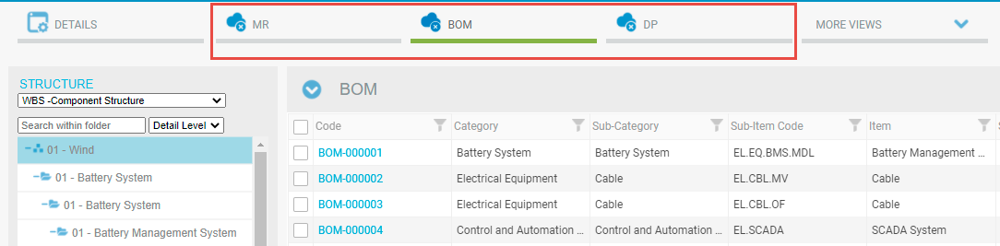 DETAILS MR BOM DP MORE VIEWS
STRUCTURE
WBS -Component Structure
Search within folder Detail Level
01 - Wind
01 - Battery System
01 - Battery System
01 - Battery Management System
BOM
Code Category Sub-Category Sub-Item Code Item
BOM-000001 Battery System Battery System EL.EQ.BMS.MDL Battery Management ...
BOM-000002 Electrical Equipment Cable EL.CBL.MV Cable
BOM-000003 Electrical Equipment Cable EL.CBL.OF Cable
BOM-000004 Control and Automation ... Control and Automation ... EL.SCADA SCADA System